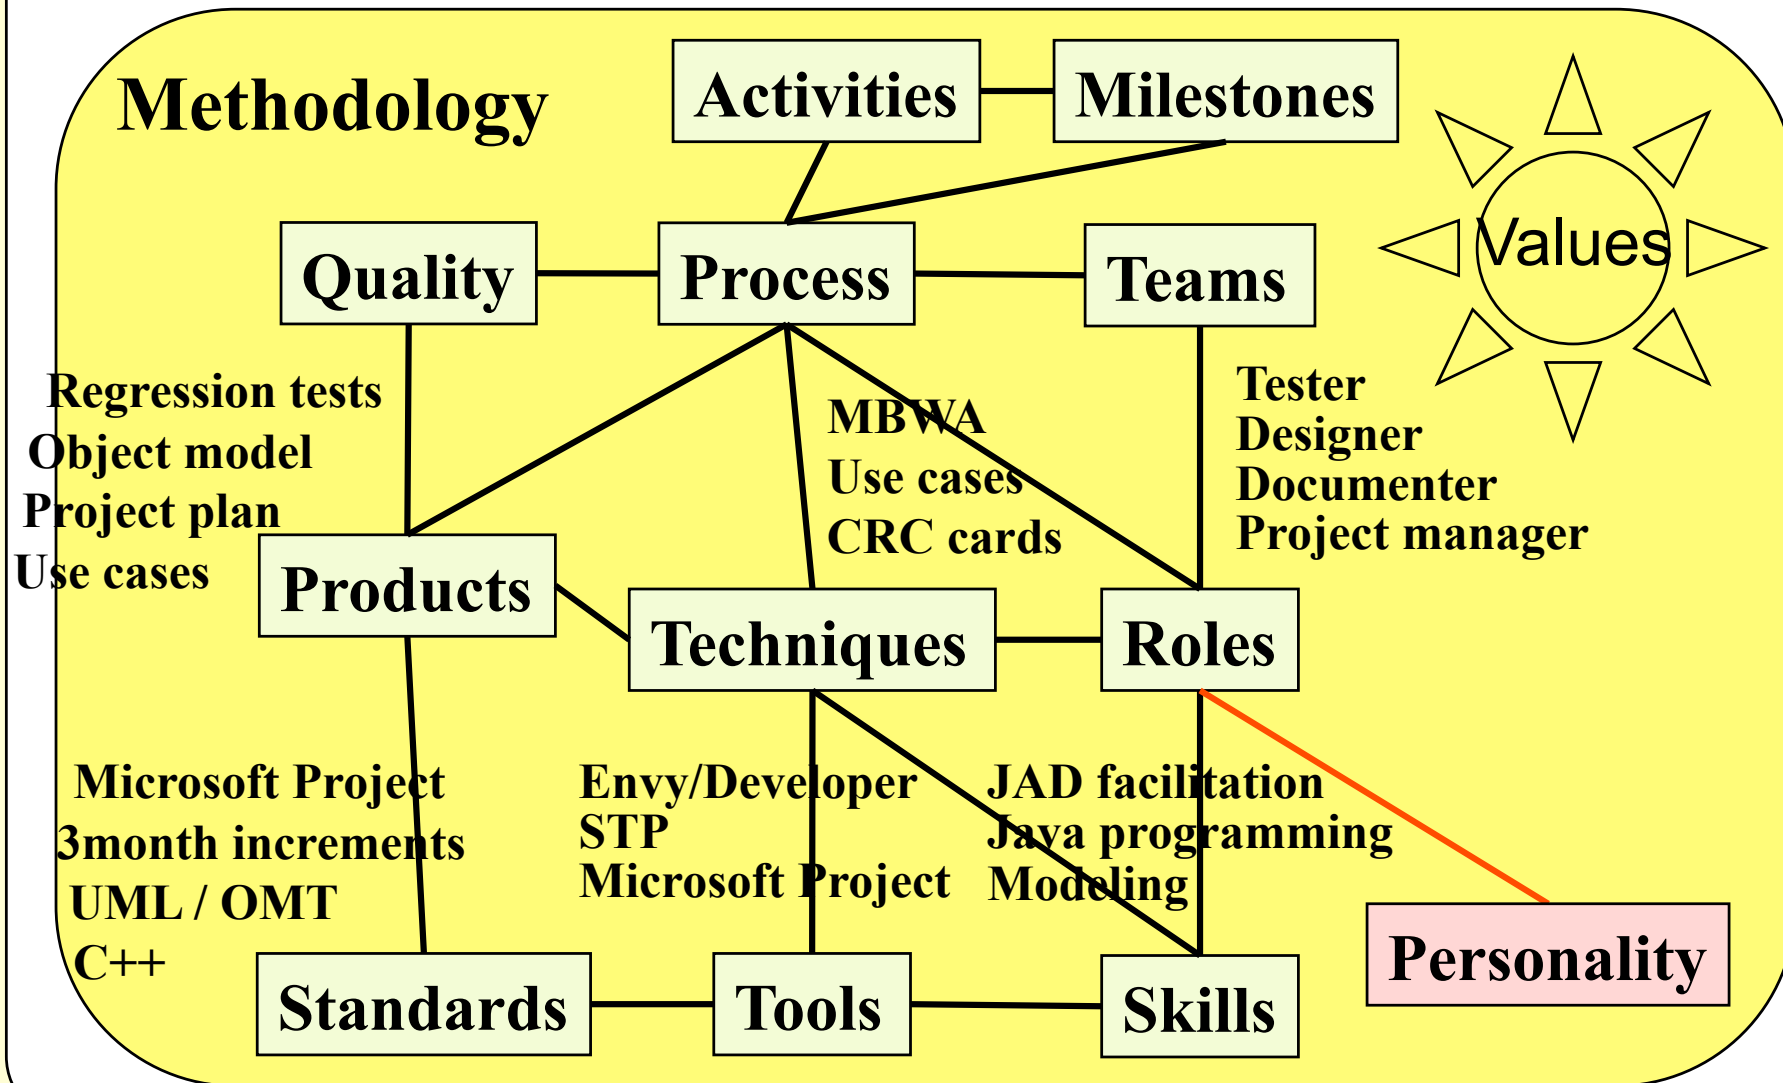 Methodology
Activities
Milestones
Values
Quality
Process
Teams
Regression tests
Object model
Project plan
Use cases
MBWA
Use cases
CRC cards
Tester
Designer
Documenter
Project manager
Products
Techniques
Roles
Microsoft Project
3month increments
UML / OMT
C++
Envy/Developer
STP
Microsoft Project
JAD facilitation
Java programming
Modeling
Personality
Standards
Tools
Skills